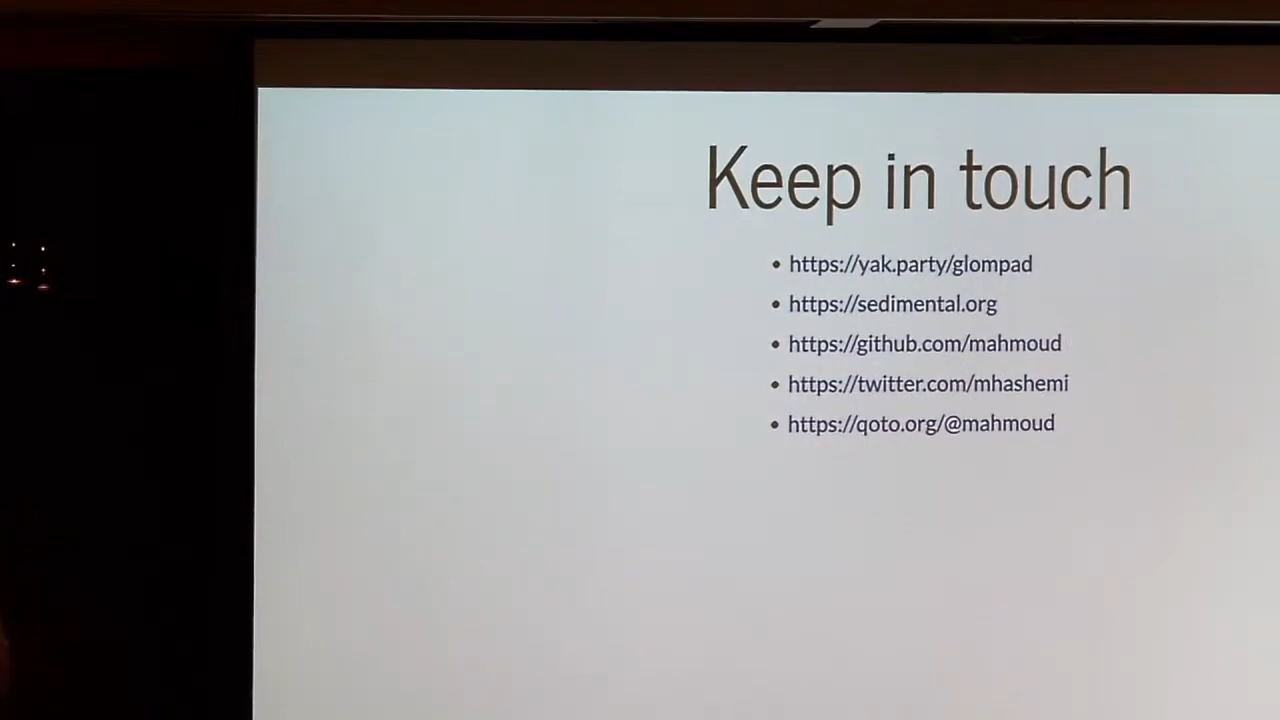 Keep in touch
• https://yak.party/glompad
• https://sedimental.org
• https://github.com/mahmoud
• https://twitter.com/mhashemi
• https://qoto.org/@mahmoud